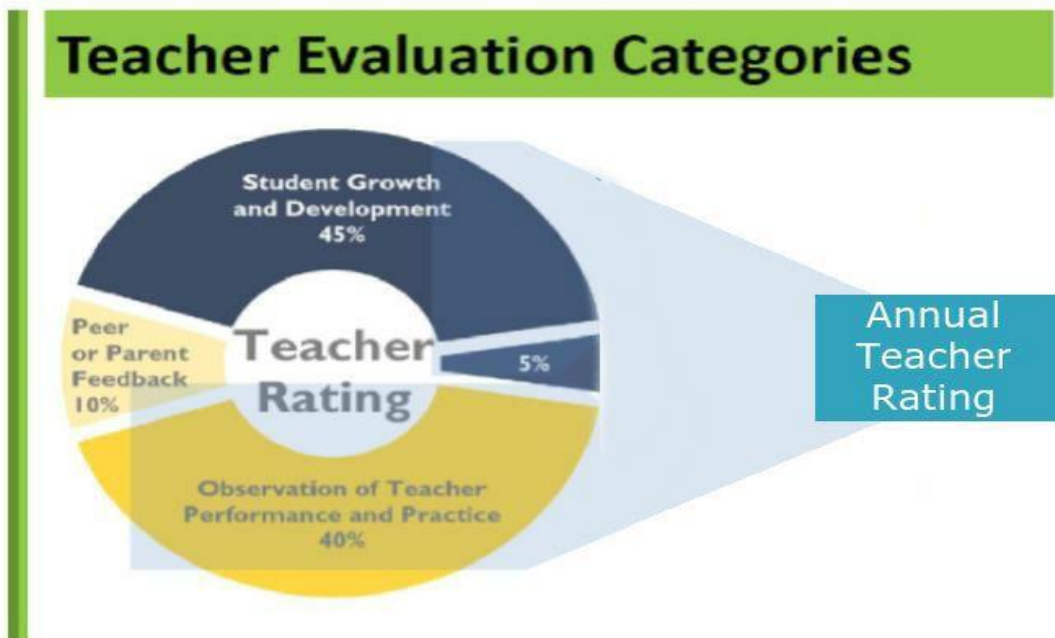 Teacher Evaluation Categories
Student Growth
and Development
45%
Peer
or Parent
Feedback
10%
Teacher
Rating
5%
Observation of Teacher
Performance and Practice
40%
Annual
Teacher
Rating